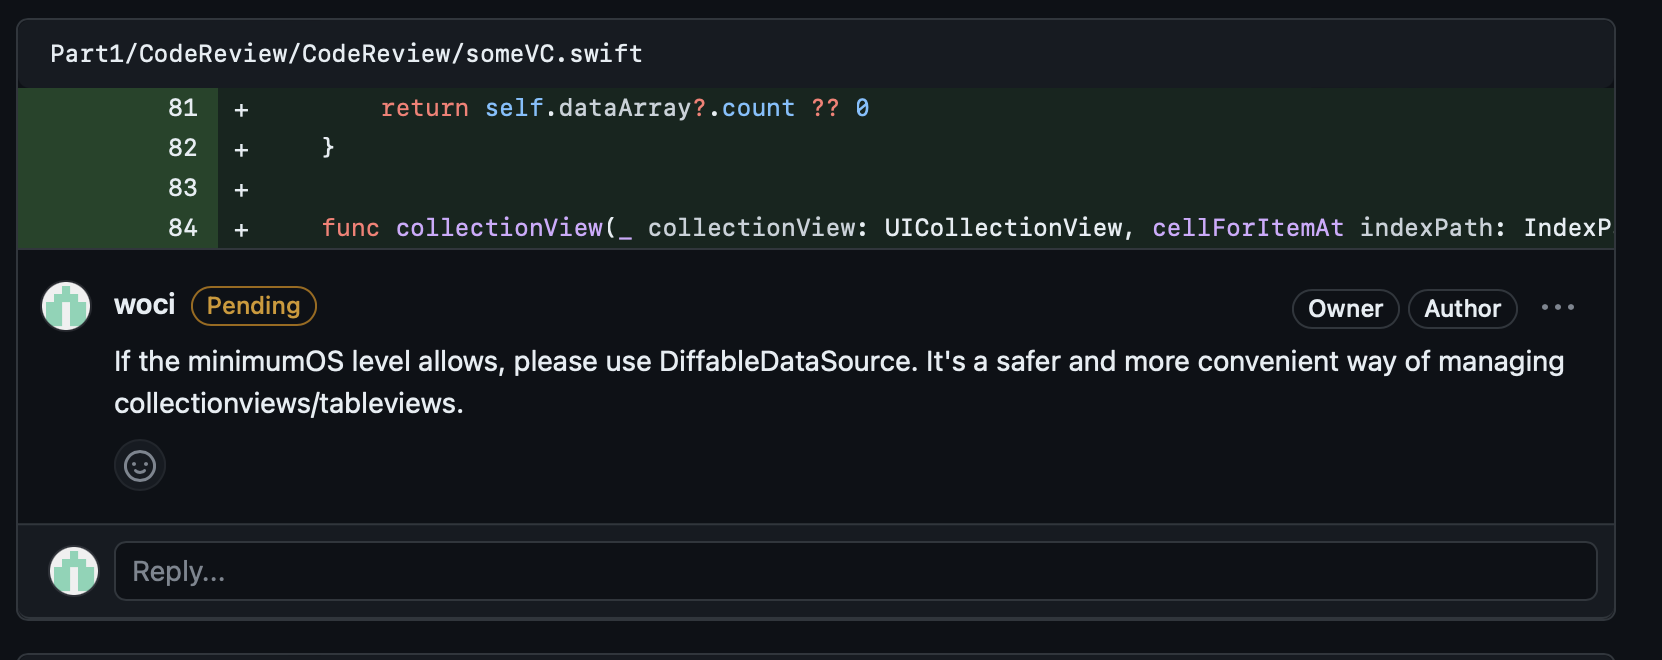 Part1/CodeReview/CodeReview/someVC.swift
81 + return self.dataArray?.count ?? 0
82 + }
83 +
84 + func collectionView(_ collectionView: UICollectionView, cellForItemAt indexPath: IndexP
woci Pending Owner Author ...
If the minimumOS level allows, please use DiffableDataSource. It's a safer and more convenient way of managing
collectionviews/tableviews.
Reply...